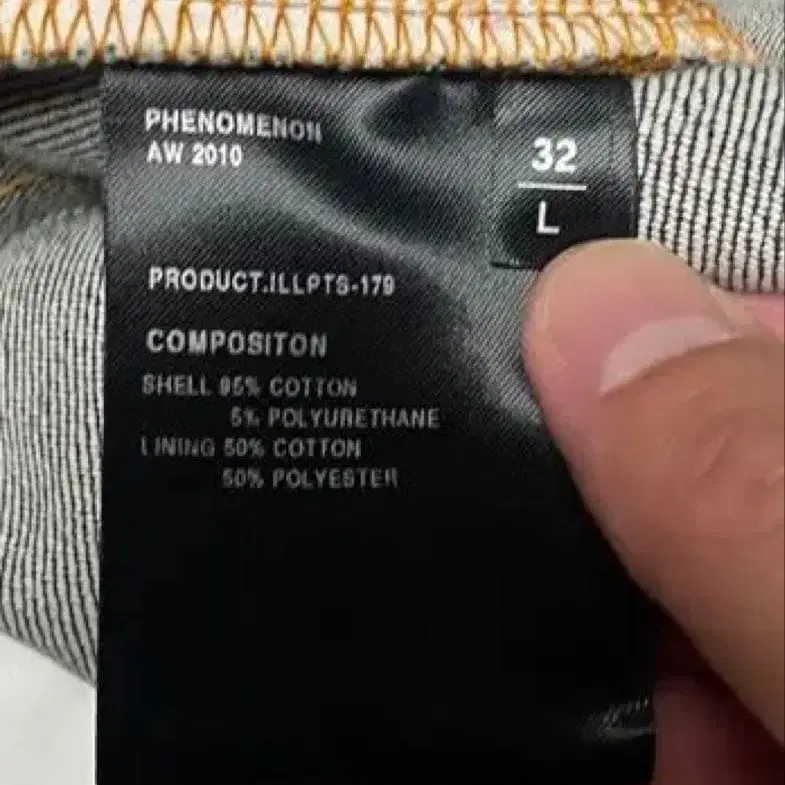 PHENOMENON
AW 2010
32
L
PRODUCT.ILLPTS-179
COMPOSITON
SHELL 95% COTTON
5% POLYURETHANE
LINING 50% COTTON
50% POLYESTER